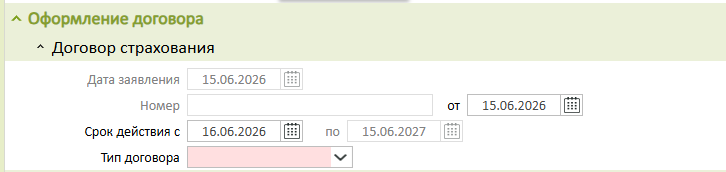 Оформление договора
Договор страхования
Дата заявления 15.06.2026
Номер от 15.06.2026
Срок действия с 16.06.2026 по 15.06.2027
Тип договора